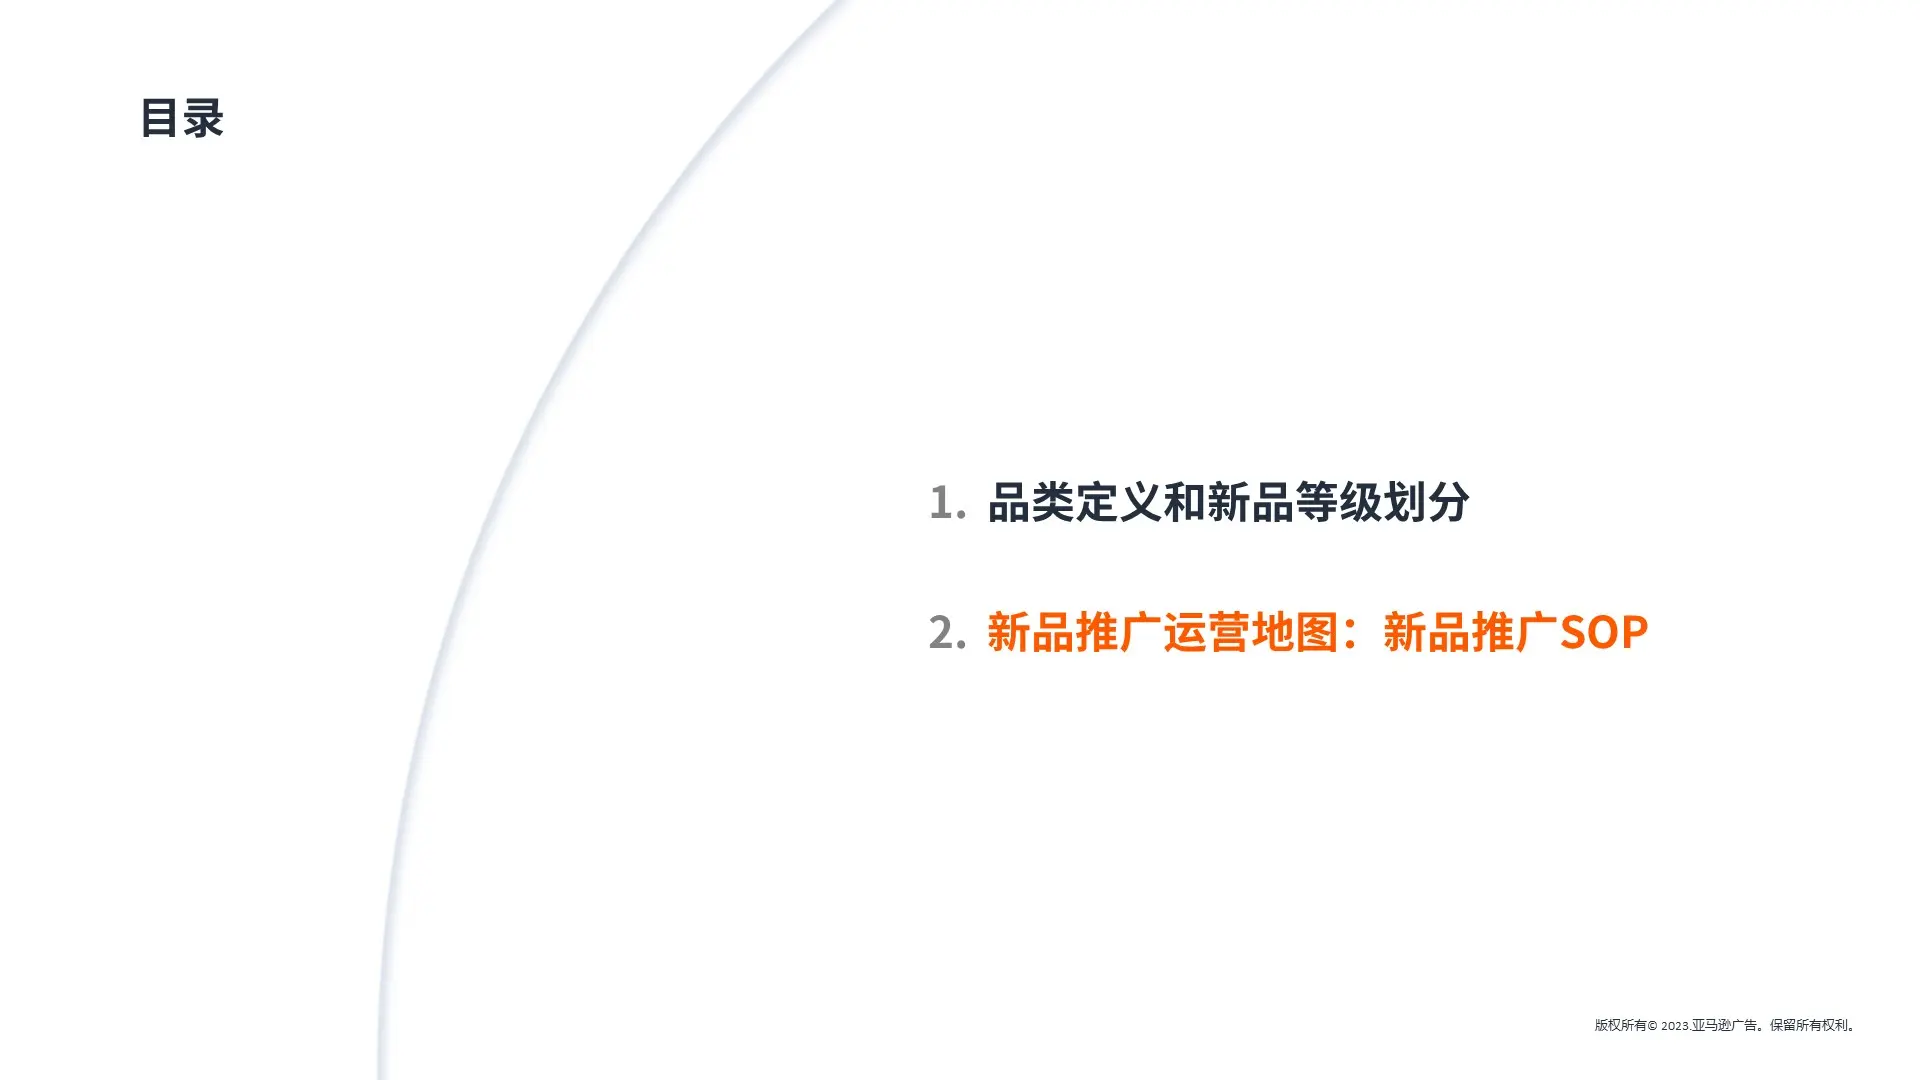 目录
1. 品类定义和新品等级划分
2. 新品推广运营地图：新品推广SOP
版权所有© 2023.亚马逊广告。保留所有权利。